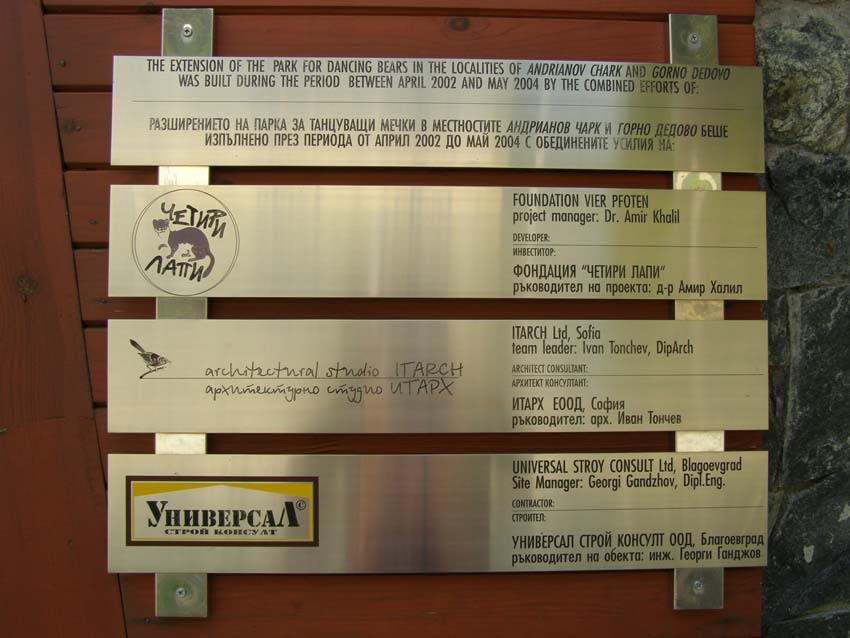 THE EXTENSION OF THE PARK FOR DANCING BEARS IN THE LOCALITIES OF ANDRIANOV CHARK AND GORNO DEDOVO
WAS BUILT DURING THE PERIOD BETWEEN APRIL 2002 AND MAY 2004 BY THE COMBINED EFFORTS OF:
РАЗШИРЕНИЕТО НА ПАРКА ЗА ТАНЦУВАЩИ МЕЧКИ В МЕСТНОСТИТЕ АНДРИАНОВ ЧАРК И ГОРНО ДЕДОВО БЕШЕ
ИЗПЪЛНЕНО ПРЕЗ ПЕРИОДА ОТ АПРИЛ 2002 ДО МАЙ 2004 С ОБЕДИНЕНИТЕ УСИЛИЯ НА:
ЧЕТИРИ
ЛАПИ
FOUNDATION VIER PFOTEN
project manager: Dr. Amir Khalil
DEVELOPER:
ИНВЕСТИТОР:
ФОНДАЦИЯ "ЧЕТИРИ ЛАПИ"
ръководител на проекта: д-р Амир Халил
architectural studio ITARCH
архитектурно студио ИТАРХ
ITARCH Ltd, Sofia
team leader: Ivan Tonchev, DipArch
ARCHITECT CONSULTANT:
АРХИТЕКТ КОНСУЛТАНТ:
ИТАРХ ЕООД, София
ръководител: арх. Иван Тончев
УНИВЕРСАЛ©
СТРОЙ КОНСУЛТ
UNIVERSAL STROY CONSULT Ltd, Blagoevgrad
Site Manager: Georgi Gandzhov, Dipl.Eng.
CONTRACTOR:
СТРОИТЕЛ:
УНИВЕРСАЛ СТРОЙ КОНСУЛТ ООД, Благоевград
ръководител на обекта: инж. Георги Ганджов